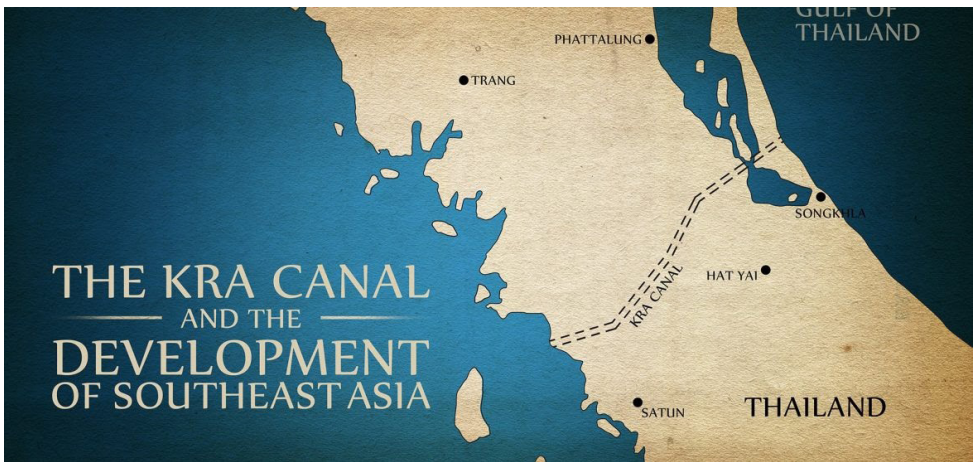 GULF OF
THAILAND
PHATTALUNG
TRANG
SONGKHLA
HAT YAI
KRA CANAL
THE KRA CANAL
AND THE
DEVELOPMENT
OF SOUTHEAST ASIA
SATUN
THAILAND